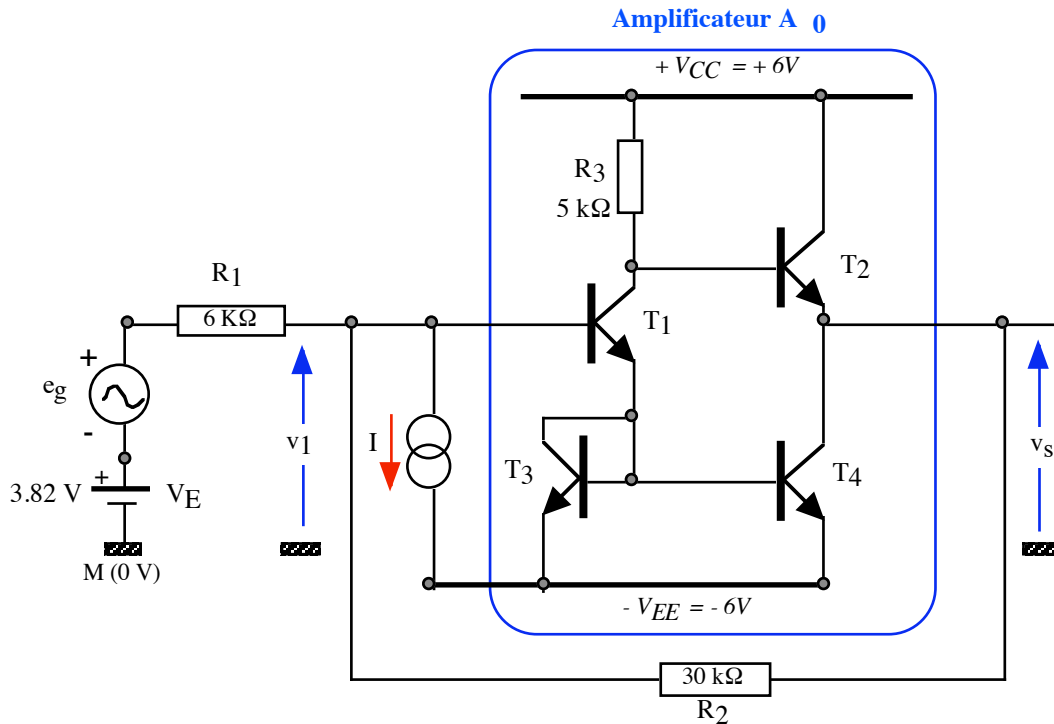 Amplificateur A 0
+ VCC = + 6V
R3
5 kΩ
T2
R1
6 KΩ
T1
+
eg
-
v1
I
T3
T4
vs
+
3.82 V
VE
M (0 V)
- VEE = - 6V
30 kΩ
R2